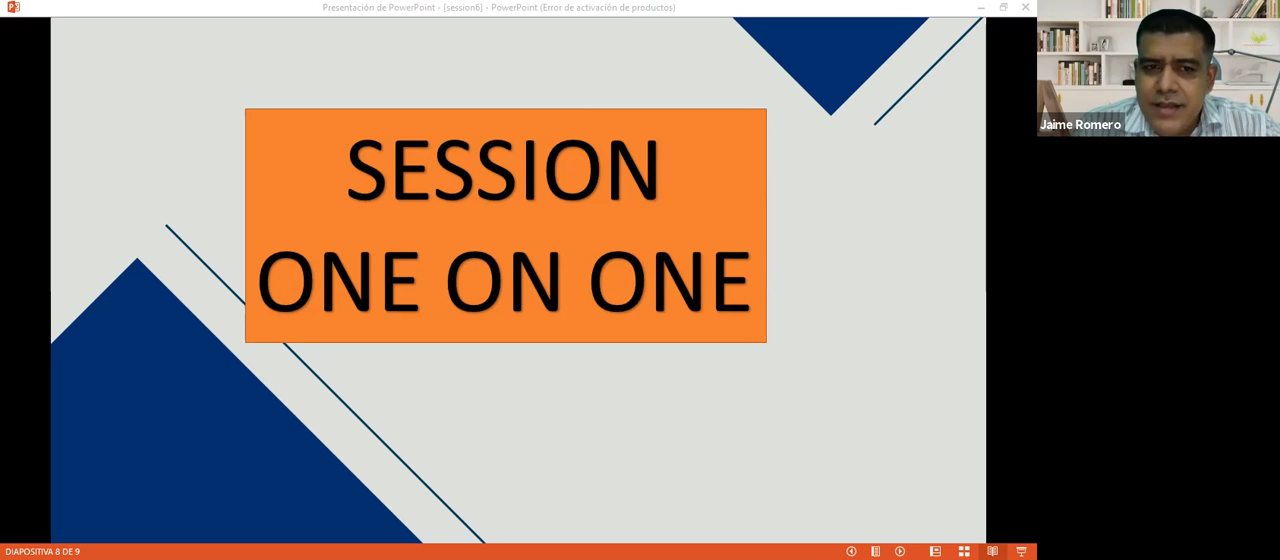 Presentación de PowerPoint - [session6] - PowerPoint (Error de activación de productos)
Jaime Romero
SESSION
ONE ON ONE
DIAPOSITIVA 8 DE 9